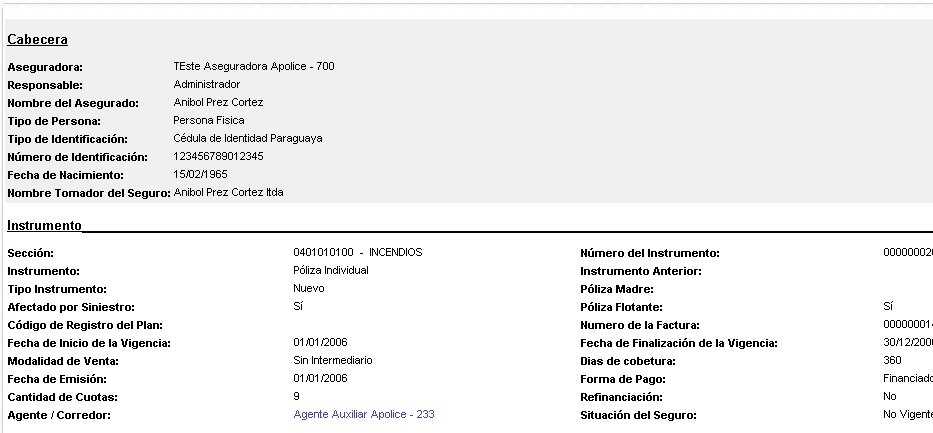 Cabecera
Aseguradora: TEste Aseguradora Apolice - 700
Responsable: Administrador
Nombre del Asegurado: Anibol Prez Cortez
Tipo de Persona: Persona Fisica
Tipo de Identificación: Cédula de Identidad Paraguaya
Número de Identificación: 123456789012345
Fecha de Nacimiento: 15/02/1965
Nombre Tomador del Seguro: Anibol Prez Cortez ltda
Instrumento
Sección: 0401010100 - INCENDIOS Número del Instrumento: 00000002
Instrumento: Póliza Individual Instrumento Anterior:
Tipo Instrumento: Nuevo Póliza Madre:
Afectado por Siniestro: Sí Póliza Flotante: Sí
Código de Registro del Plan: Numero de la Factura: 00000001
Fecha de Inicio de la Vigencia: 01/01/2006 Fecha de Finalización de la Vigencia: 30/12/200
Modalidad de Venta: Sin Intermediario Dias de cobetura: 360
Fecha de Emisión: 01/01/2006 Forma de Pago: Financiado
Cantidad de Cuotas: 9 Refinanciación: No
Agente / Corredor: Agente Auxiliar Apolice - 233 Situación del Seguro: No Vigente